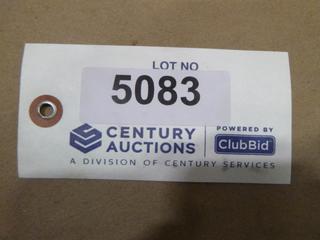 LOT NO
5083
CENTURY
AUCTIONS
POWERED BY
ClubBid
A DIVISION OF CENTURY SERVICES